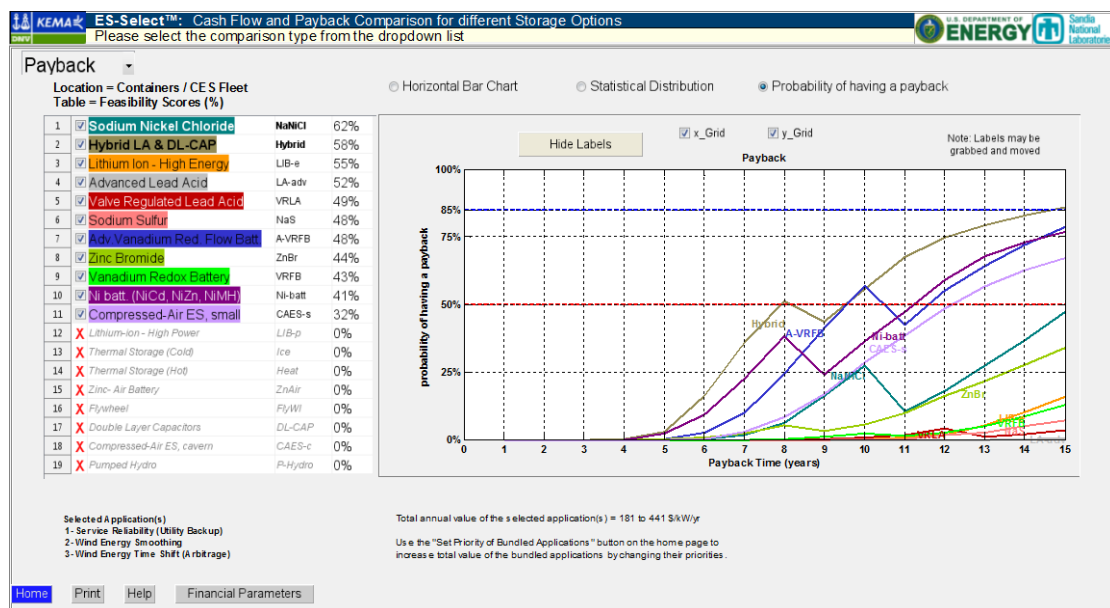 DNV KEMA
ES-Select™: Cash Flow and Payback Comparison for different Storage Options
Please select the comparison type from the dropdown list
U.S. DEPARTMENT OF ENERGY
Sandia National Laboratories
Payback
Location = Containers / CES Fleet
Table = Feasibility Scores (%)
Horizontal Bar Chart
Statistical Distribution
Probability of having a payback
1 Sodium Nickel Chloride NaNiCl 62%
2 Hybrid LA & DL-CAP Hybrid 58%
3 Lithium Ion - High Energy LIB-e 55%
4 Advanced Lead Acid LA-adv 52%
5 Valve Regulated Lead Acid VRLA 49%
6 Sodium Sulfur NaS 48%
7 Adv.Vanadium Red. Flow Batt. A-VRFB 48%
8 Zinc Bromide ZnBr 44%
9 Vanadium Redox Battery VRFB 43%
10 Ni batt. (NiCd, NiZn, NiMH) Ni-batt 41%
11 Compressed-Air ES, small CAES-s 32%
12 X Lithium-ion - High Power LIB-p 0%
13 X Thermal Storage (Cold) Ice 0%
14 X Thermal Storage (Hot) Heat 0%
15 X Zinc- Air Battery ZnAir 0%
16 X Flywheel FlyWl 0%
17 X Double Layer Capacitors DL-CAP 0%
18 X Compressed-Air ES, cavern CAES-c 0%
19 X Pumped Hydro P-Hydro 0%
Hide Labels
x_Grid
y_Grid
Note: Labels may be
grabbed and moved
Payback
probability of having a payback
100%
85%
75%
50%
25%
0%
Hybrid
A-VRFB
Ni-batt
CAES-s
NaNiCl
ZnBr
VRFB
VRLA
0 1 2 3 4 5 6 7 8 9 10 11 12 13 14 15
Payback Time (years)
Selected Application(s)
1- Service Reliability (Utility Backup)
2- Wind Energy Smoothing
3- Wind Energy Time Shift (Arbitrage)
Total annual value of the selected application(s) = 181 to 441 $/kW/yr
Use the "Set Priority of Bundled Applications" button on the home page to
increase total value of the bundled applications by changing their priorities.
Home
Print
Help
Financial Parameters